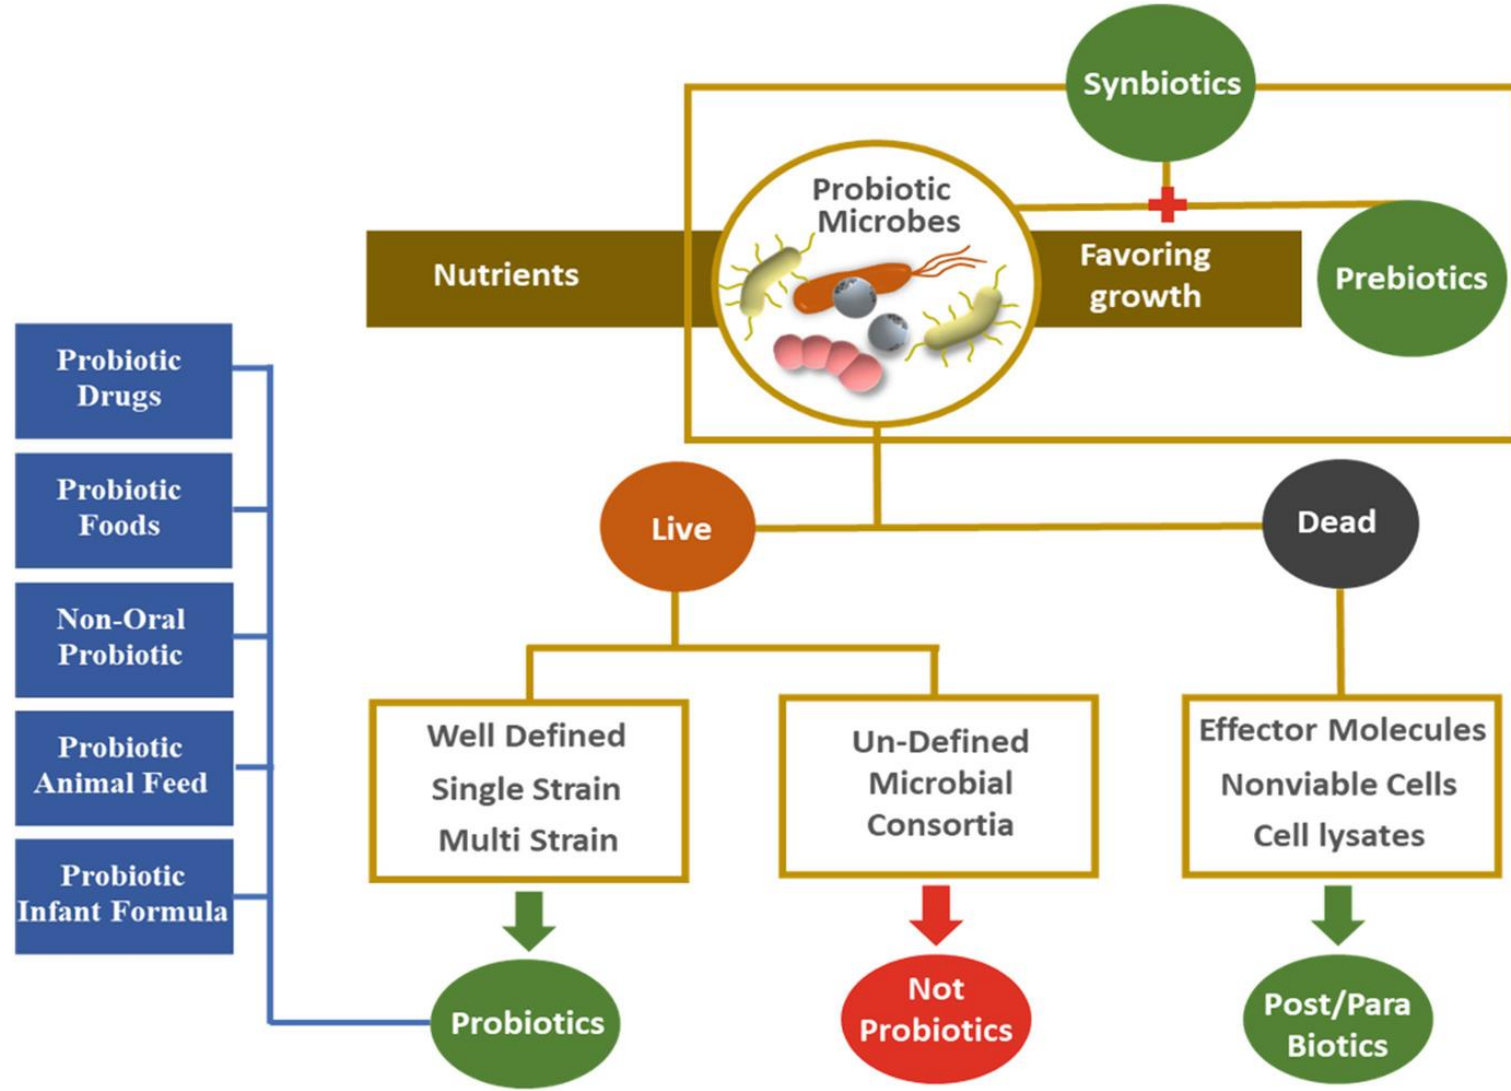 Synbiotics
Probiotic
Microbes
Nutrients
Favoring
growth
Prebiotics
Probiotic
Drugs
Probiotic
Foods
Non-Oral
Probiotic
Probiotic
Animal Feed
Probiotic
Infant Formula
Live
Dead
Well Defined
Single Strain
Multi Strain
Un-Defined
Microbial
Consortia
Effector Molecules
Nonviable Cells
Cell lysates
Probiotics
Not
Probiotics
Post/Para
Biotics